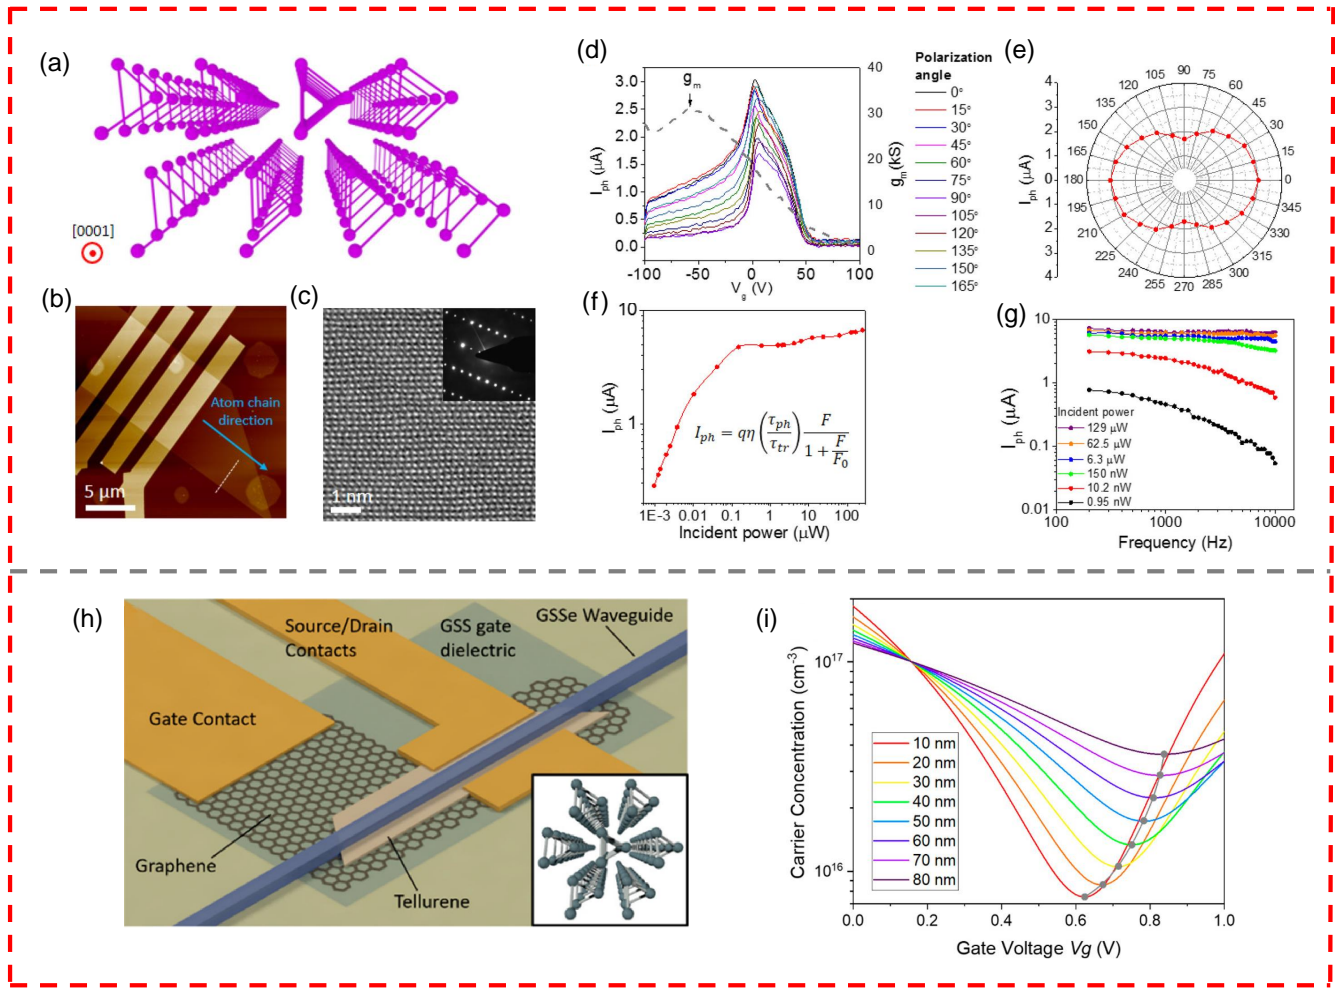 (a)
[0001]
(b)
Atom chain
direction
5 μm
(c)
1 nm
(d)
g_m
Polarization
angle
0°
15°
30°
45°
60°
75°
90°
105°
120°
135°
150°
165°
3.0
2.5
2.0
1.5
1.0
0.5
0.0
I_ph (μA)
40
30
20
10
0
g_m (kS)
-100
-50
0
50
100
V_g (V)
(e)
4
3
2
1
0
1
2
3
4
I_ph (μA)
90
75
60
45
30
15
0
345
330
315
300
285
270
255
240
225
210
195
180
165
150
135
120
105
(f)
10
1
I_ph (μA)
I_ph = qη (τ_ph / τ_tr) F / (1 + F/F_0)
1E-3
0.01
0.1
1
10
100
Incident power (μW)
(g)
10
1
0.1
0.01
I_ph (μA)
Incident power
129 μW
62.5 μW
6.3 μW
150 nW
10.2 nW
0.95 nW
100
1000
10000
Frequency (Hz)
(h)
Source/Drain
Contacts
GSS gate
dielectric
GSSe Waveguide
Gate Contact
Graphene
Tellurene
(i)
Carrier Concentration (cm⁻³)
10¹⁷
10¹⁶
10 nm
20 nm
30 nm
40 nm
50 nm
60 nm
70 nm
80 nm
0.0
0.2
0.4
0.6
0.8
1.0
Gate Voltage Vg (V)